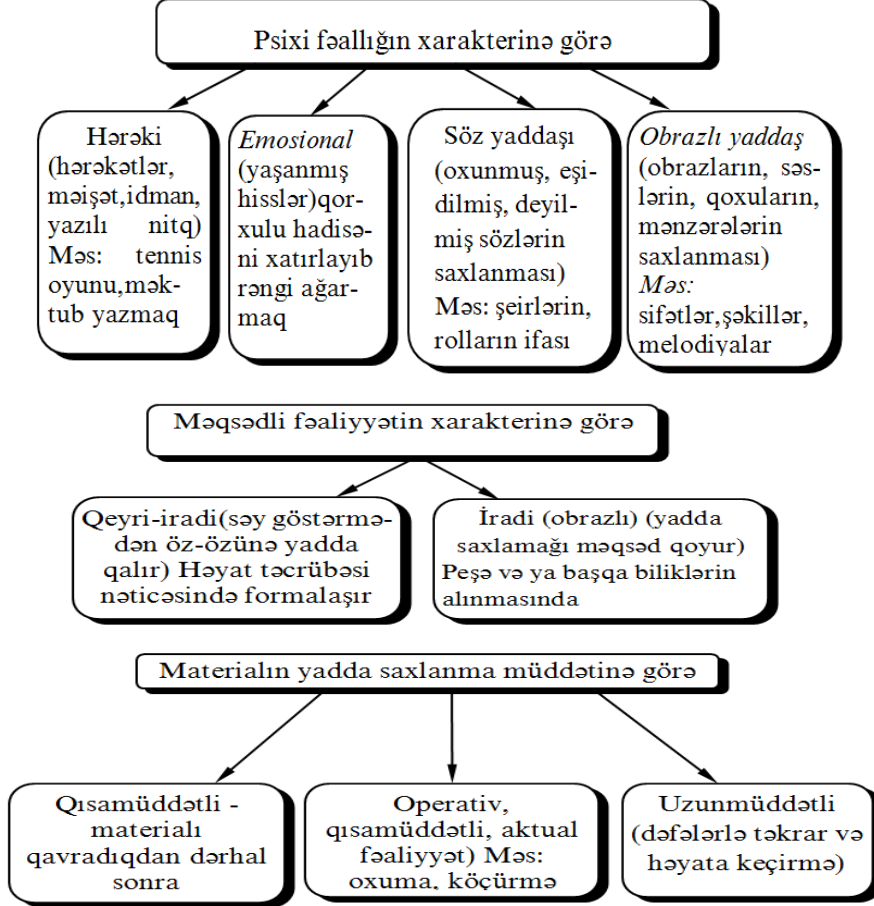 Psixi fəallığın xarakterinə görə
Hərəki
(hərəkətlər,
məişət,idman,
yazılı nitq)
Məs: tennis
oyunu,mək-
tub yazmaq
Emosional
(yaşanmış
hisslər)qor-
xulu hadisə-
ni xatırlayıb
rəngi ağar-
maq
Söz yaddaşı
(oxunmuş, eşi-
dilmiş, deyil-
miş sözlərin
saxlanması)
Məs: şeirlərin,
rolların ifası
Obrazlı yaddaş
(obrazların, səs-
lərin, qoxuların,
mənzərələrin
saxlanması)
Məs:
sifətlər,şəkillər,
melodiyalar
Məqsədli fəaliyyətin xarakterinə görə
Qeyri-iradi(səy göstərmə-
dən öz-özünə yadda
qalır) Həyat təcrübəsi
nəticəsində formalaşır
İradi (obrazlı) (yadda
saxlamağı məqsəd qoyur)
Peşə və ya başqa biliklərin
alınmasında
Materialın yadda saxlanma müddətinə görə
Qısamüddətli -
materialı
qavradıqdan dərhal
sonra
Operativ,
qısamüddətli, aktual
fəaliyyət) Məs:
oxuma, köçürmə
Uzunmüddətli
(dəfələrlə təkrar və
həyata keçirmə)